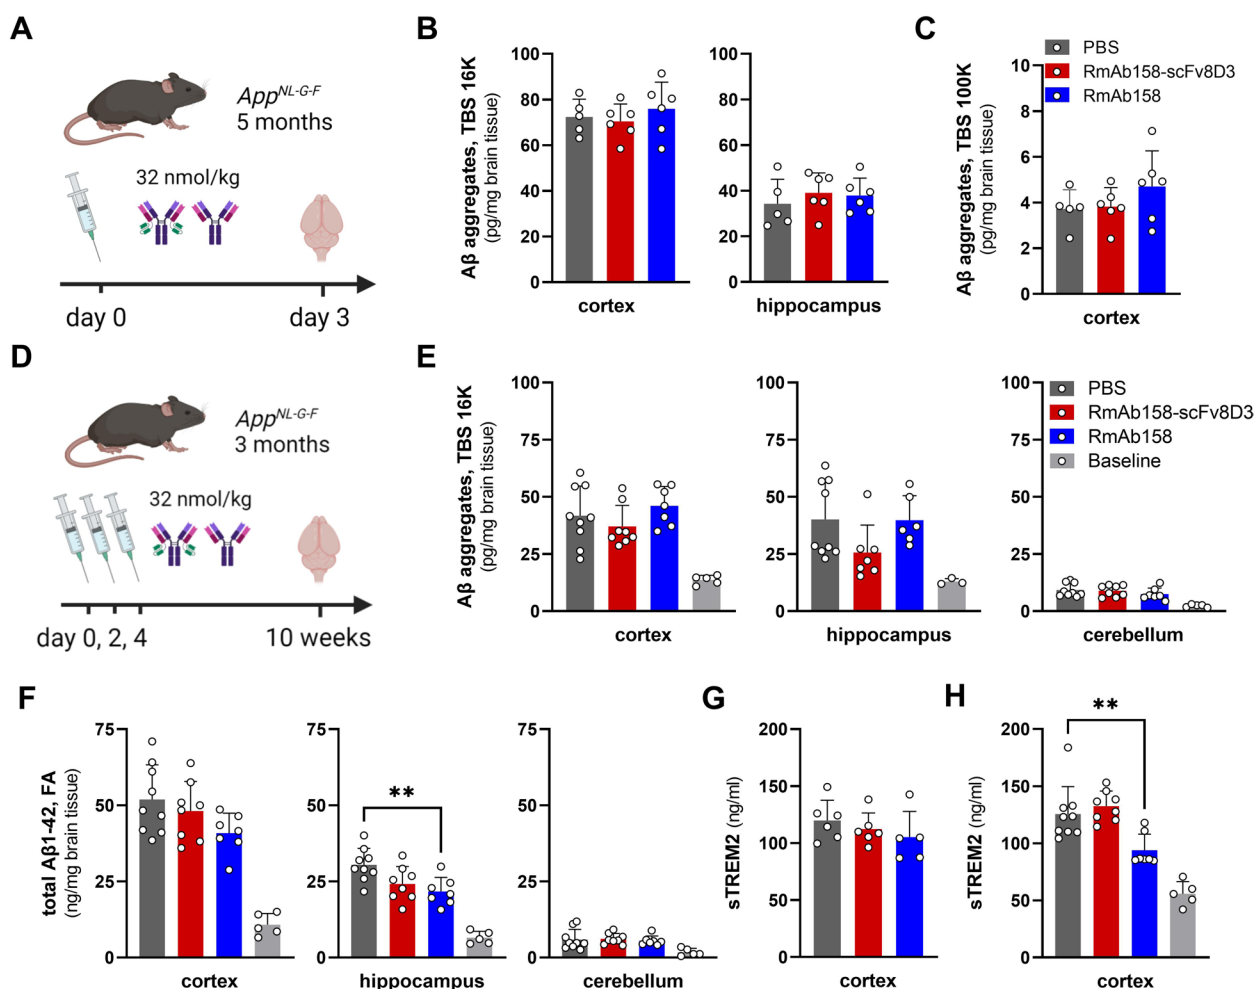 A
App^NL-G-F
5 months
32 nmol/kg
day 0
day 3
B
Aβ aggregates, TBS 16K
(pg/mg brain tissue)
100
80
60
40
20
0
cortex
100
80
60
40
20
0
hippocampus
C
PBS
RmAb158-scFv8D3
RmAb158
Aβ aggregates, TBS 100K
(pg/mg brain tissue)
10
8
6
4
2
0
cortex
D
App^NL-G-F
3 months
32 nmol/kg
day 0, 2, 4
10 weeks
E
Aβ aggregates, TBS 16K
(pg/mg brain tissue)
100
75
50
25
0
cortex
100
75
50
25
0
hippocampus
100
75
50
25
0
cerebellum
PBS
RmAb158-scFv8D3
RmAb158
Baseline
F
total Aβ1-42, FA
(ng/mg brain tissue)
75
50
25
0
cortex
75
50
25
0
**
hippocampus
75
50
25
0
cerebellum
G
sTREM2 (ng/ml)
200
150
100
50
0
cortex
H
sTREM2 (ng/ml)
200
150
100
50
0
**
cortex